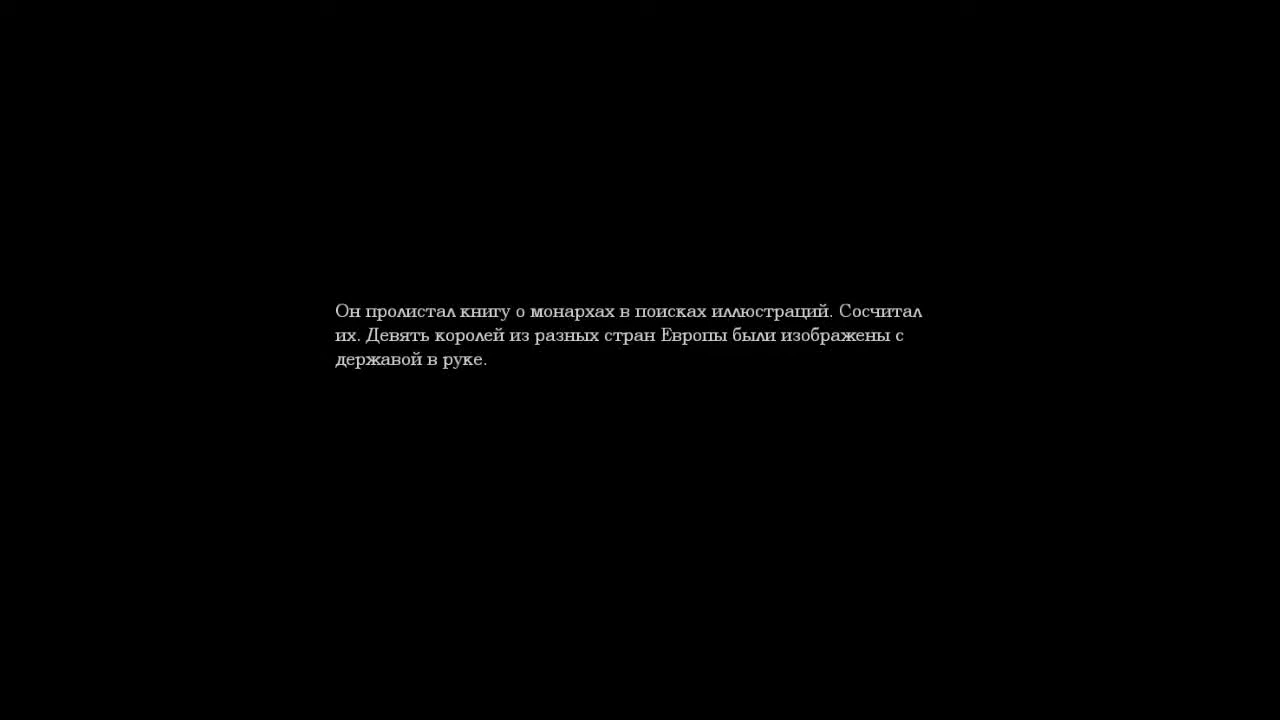 Он пролистал книгу о монархах в поисках иллюстраций. Сосчитал
их. Девять королей из разных стран Европы были изображены с
державой в руке.